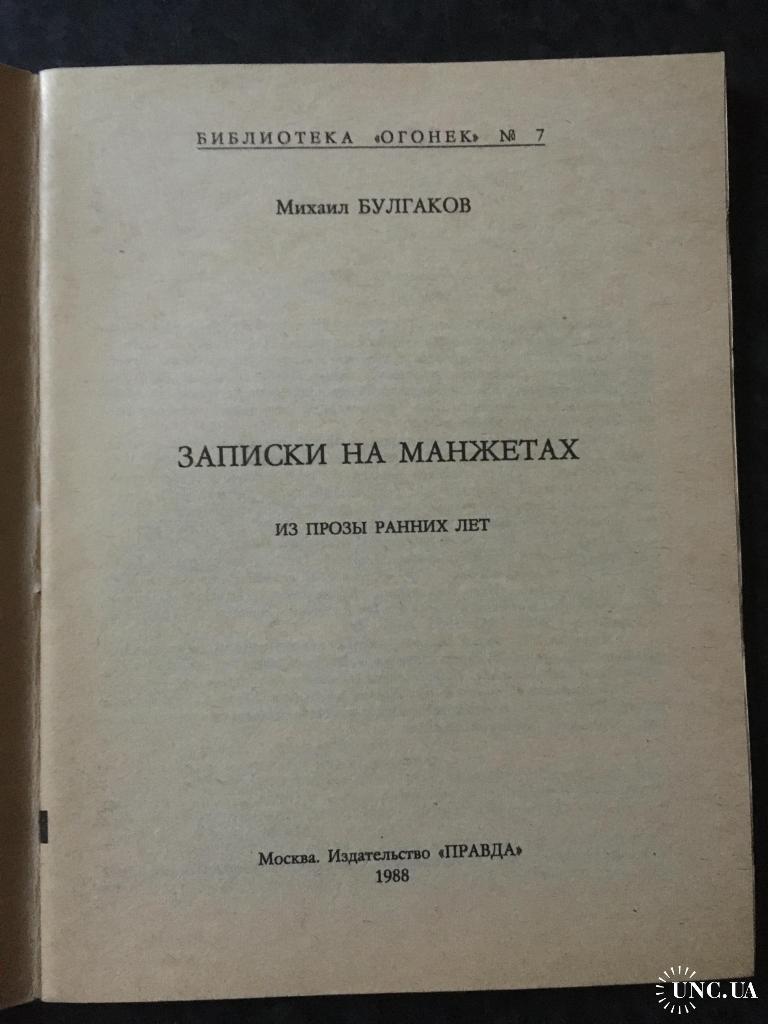 БИБЛИОТЕКА «ОГОНЕК» № 7
Михаил БУЛГАКОВ
ЗАПИСКИ НА МАНЖЕТАХ
ИЗ ПРОЗЫ РАННИХ ЛЕТ
Москва. Издательство «ПРАВДА»
1988
UNC.UA